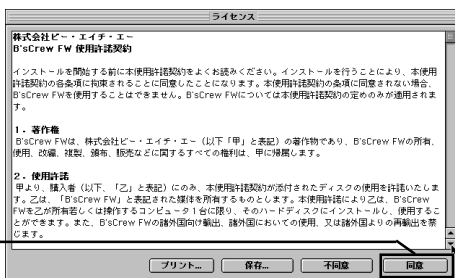 ライセンス
株式会社ビー・エイチ・エー
B'sCrew FW 使用許諾契約
インストールを開始する前に本使用許諾契約をよくお読みください。インストールを行うことにより、本使用
許諾契約の各条項に拘束されることに同意したことになります。本使用許諾契約の条項に同意されない場合、
B'sCrew FWを使用することはできません。B'sCrew FWについては本使用許諾契約の定めのみが適用されま
す。
1．著作権
B'sCrew FWは、株式会社ビー・エイチ・エー（以下「甲」と表記）の著作物であり、B'sCrew FWの所有、
使用、改編、複製、頒布、販売などに関するすべての権利は、甲に帰属します。
2．使用許諾
甲より、購入者（以下、「乙」と表記）にのみ、本使用許諾契約が添付されたディスクの使用を許諾いたしま
す。乙は、「B'sCrew FW」と表記された媒体を所有するものとします。本使用許諾により乙は、B'sCrew
FWを乙が所有若しくは操作するコンピュータ1台に限り、そのハードディスクにインストールし、使用するこ
とができます。また、B'sCrew FWの諸外国向け輸出、諸外国においての使用、又は諸外国よりの再輸出を禁
じます。
プリント... 保存... 不同意 同意